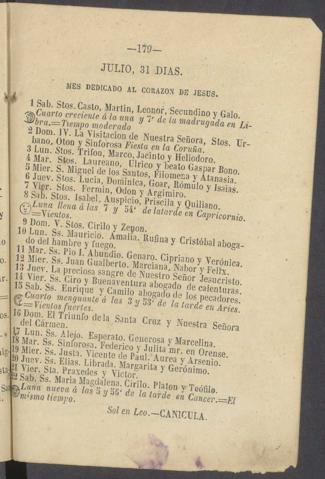 —179—
JULIO, 31 DIAS.
MES DEDICADO AL CORAZON DE JESUS.
1 Sab. Stos. Casto, Martin, Leonor, Secundino y Galo.
Cuarto creciente á la una y 7' de la madrugada en Li-
bra.=Tiempo moderado
2 Dom. IV. La Visitacion de Nuestra Señora, Stos. Ur-
bano, Oton y Sinforosa Fiesta en la Coruña.
3 Lun. Stos. Trifon, Marco, Jacinto y Heliodoro.
4 Mar. Stos. Laureano, Ulrico y beato Gaspar Bono.
5 Mier. S. Miguel de los Santos, Filomena y Atanasia.
6 Juev. Stos. Lucia, Dominica, Goar, Rómulo y Isaias.
7 Vier. Stos. Fermin, Odon y Argimiro.
8 Sab. Stos. Isabel, Auspicio, Priscila y Quiliano.
Luna llena á las 7 y 54' de la tarde en Capricornio.
=Vientos.
9 Dom. V. Stos. Cirilo y Zenon.
10 Lun. SS. Mauricio. Amalia, Rufina y Cristóbal aboga-
do del hambre y fuego.
11 Mar. Ss. Pio I. Abundio, Genaro. Cipriano y Verónica.
12 Mier. Ss. Juan Gualberto. Marciana, Nabor y Felix.
13 Juev. La preciosa sangre de Nuestro Señor Jesucristo.
14 Vier. Ss. Ciro y Buenaventura abogado de calenturas.
15 Sab. Ss. Enrique y Camilo abogado de los pecadores.
Cuarto menguante á las 3 y 53' de la tarde en Aries.
=Vientos fuertes.
16 Dom. El Triunfo de la Santa Cruz y Nuestra Señora
del Cármen.
17 Lun. Ss. Alejo. Esperato, Generosa y Marcelina.
18 Mar. Ss. Sinforosa. Federico y Julita mr. en Orense.
19 Mier. Ss. Justa. Vicente de Paul. Aurea y Arsenio.
Juev. Ss. Elias. Librada. Margarita y Gerónimo.
21 Vier. Sta. Praxedes y Victor.
22 Sab. Ss. Maria Magdalena. Cirilo. Platon y Teófilo.
Luna nueva á las 5 y 55' de la tarde en Cancer.=El
mismo tiempo.
Sol en Leo.—CANICULA.